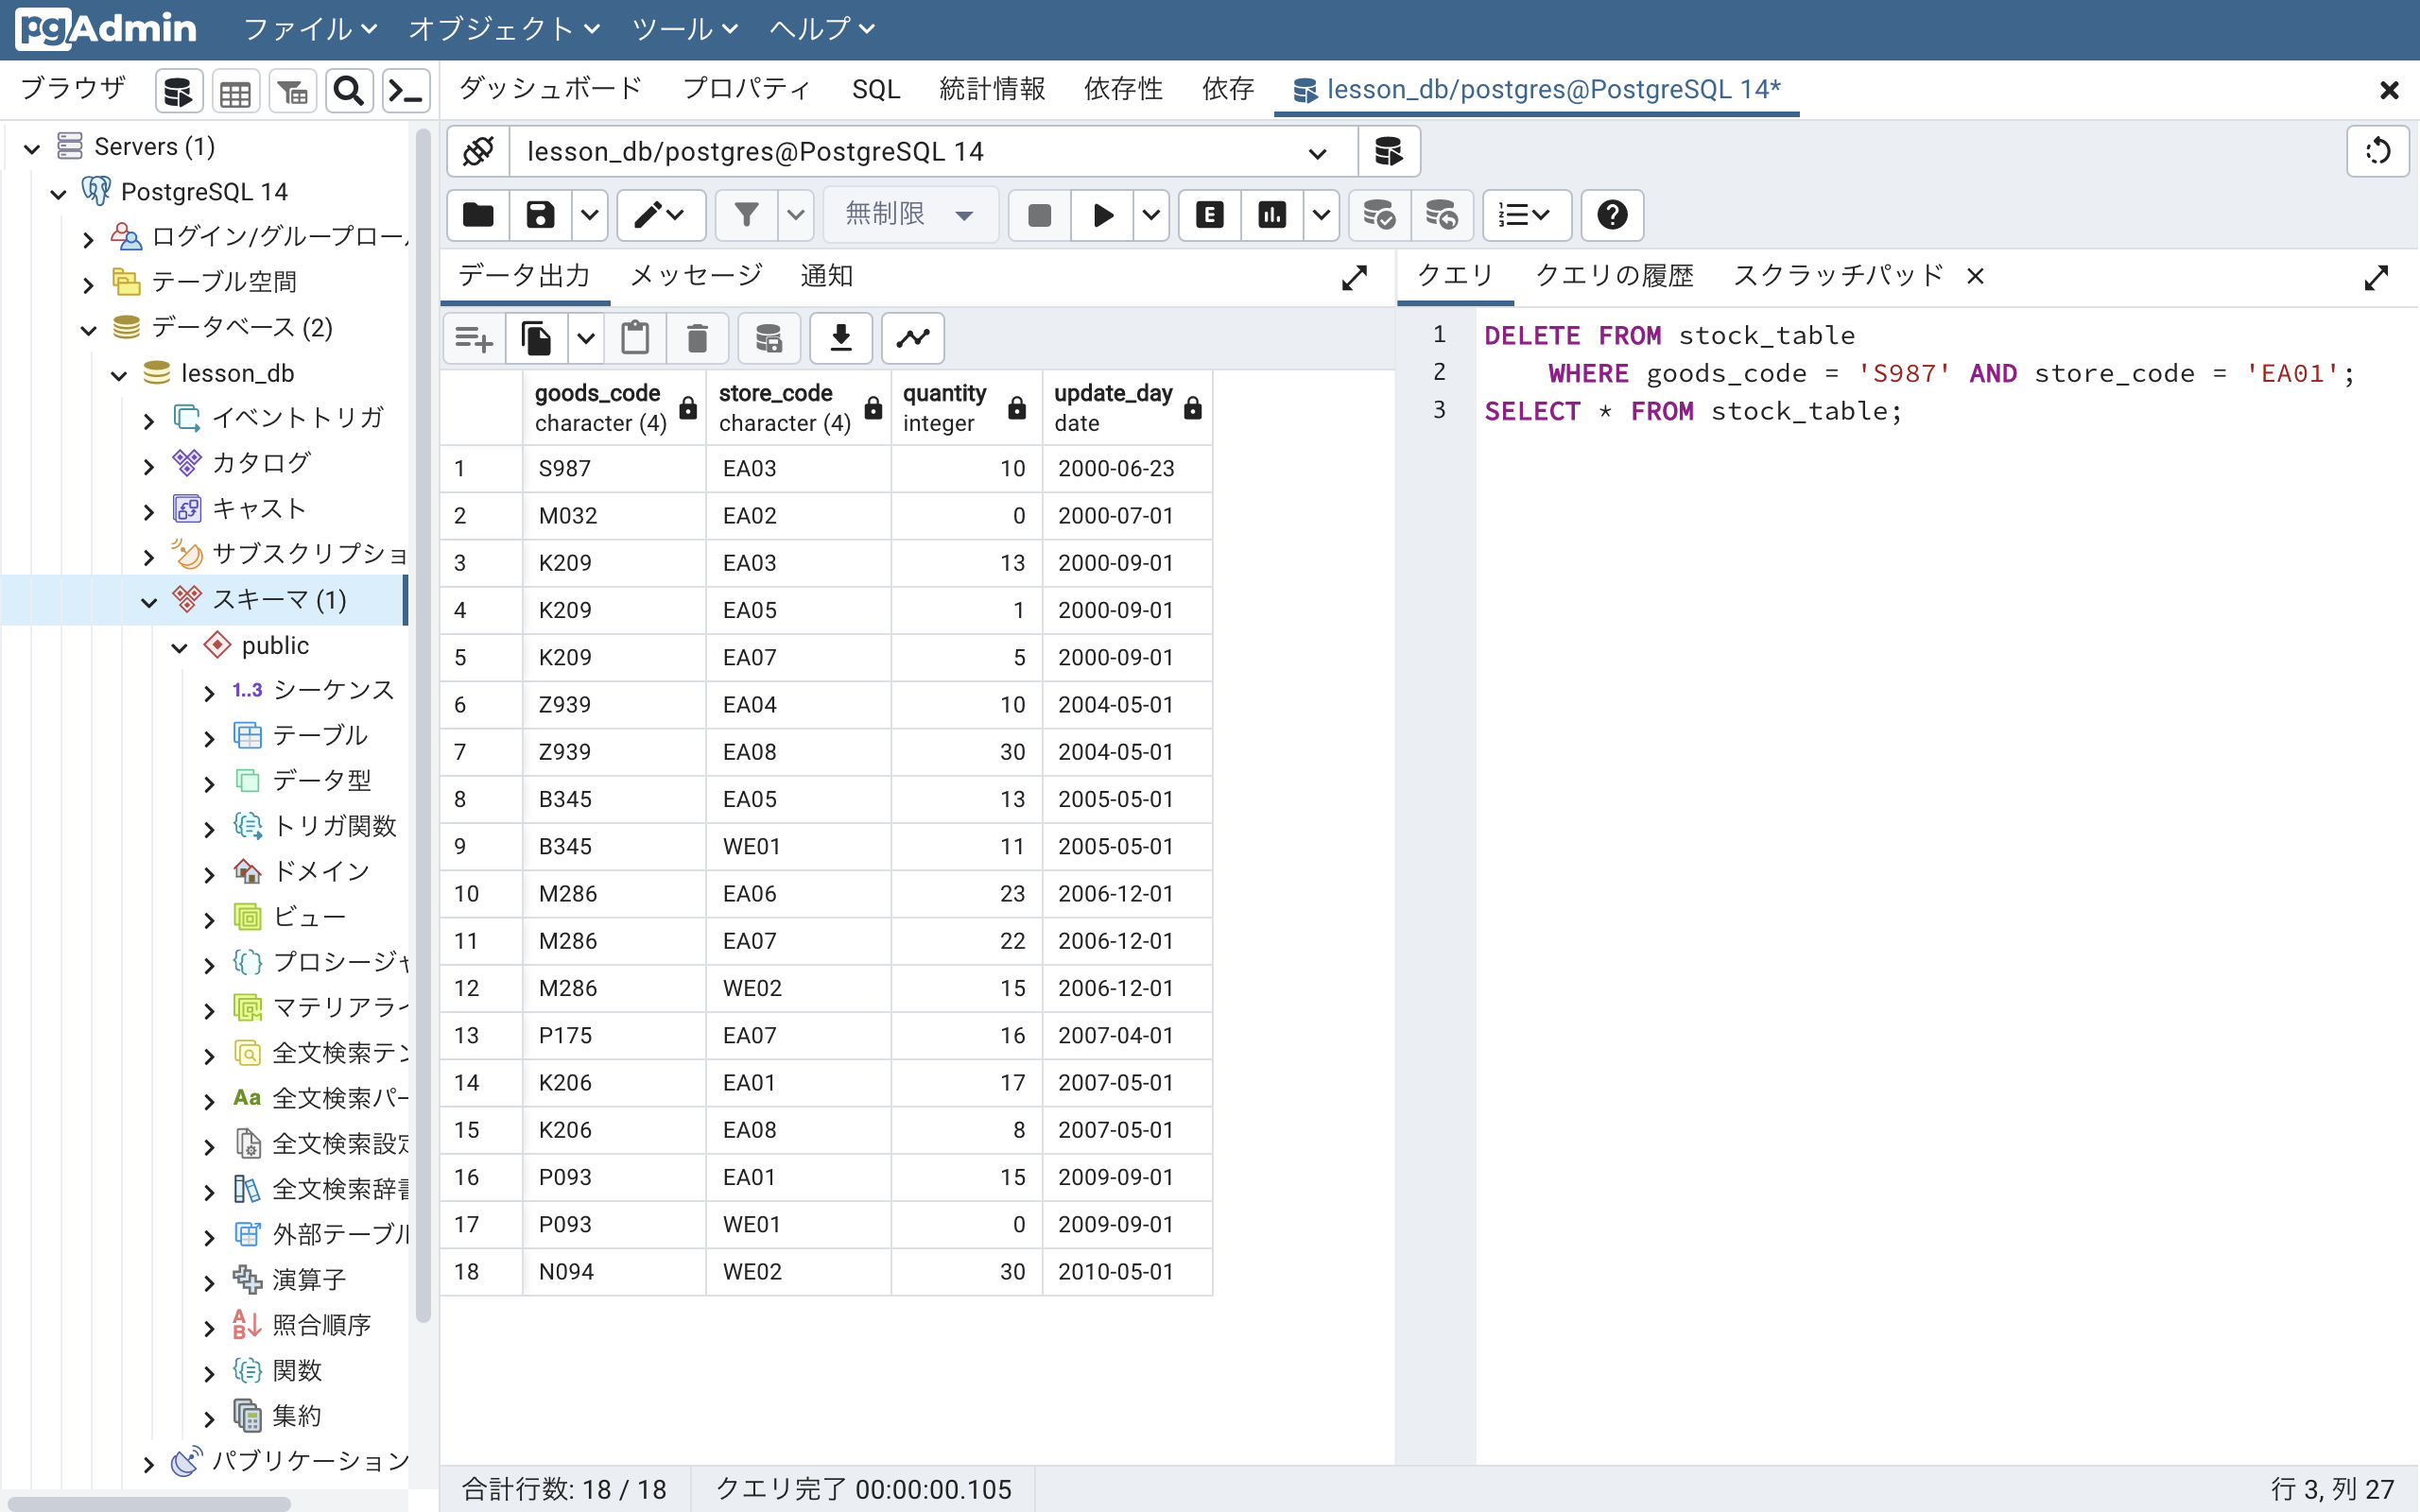 pgAdmin ファイル オブジェクト ツール ヘルプ
ブラウザ
ダッシュボード プロパティ SQL 統計情報 依存性 依存 lesson_db/postgres@PostgreSQL 14*
Servers (1)
PostgreSQL 14
ログイン/グループロー
テーブル空間
データベース (2)
lesson_db
イベントトリガ
カタログ
キャスト
サブスクリプショ
スキーマ (1)
public
1..3 シーケンス
テーブル
データ型
トリガ関数
ドメイン
ビュー
プロシージャ
マテリアライ
全文検索テン
Aa 全文検索パー
全文検索設定
全文検索辞書
外部テーブル
演算子
照合順序
関数
集約
パブリケーション
lesson_db/postgres@PostgreSQL 14
無制限
データ出力 メッセージ 通知
goods_code store_code quantity update_day
character (4) character (4) integer date
1 S987 EA03 10 2000-06-23
2 M032 EA02 0 2000-07-01
3 K209 EA03 13 2000-09-01
4 K209 EA05 1 2000-09-01
5 K209 EA07 5 2000-09-01
6 Z939 EA04 10 2004-05-01
7 Z939 EA08 30 2004-05-01
8 B345 EA05 13 2005-05-01
9 B345 WE01 11 2005-05-01
10 M286 EA06 23 2006-12-01
11 M286 EA07 22 2006-12-01
12 M286 WE02 15 2006-12-01
13 P175 EA07 16 2007-04-01
14 K206 EA01 17 2007-05-01
15 K206 EA08 8 2007-05-01
16 P093 EA01 15 2009-09-01
17 P093 WE01 0 2009-09-01
18 N094 WE02 30 2010-05-01
クエリ クエリの履歴 スクラッチパッド
1 DELETE FROM stock_table
2 WHERE goods_code = 'S987' AND store_code = 'EA01';
3 SELECT * FROM stock_table;
合計行数: 18 / 18 クエリ完了 00:00:00.105
行 3, 列 27